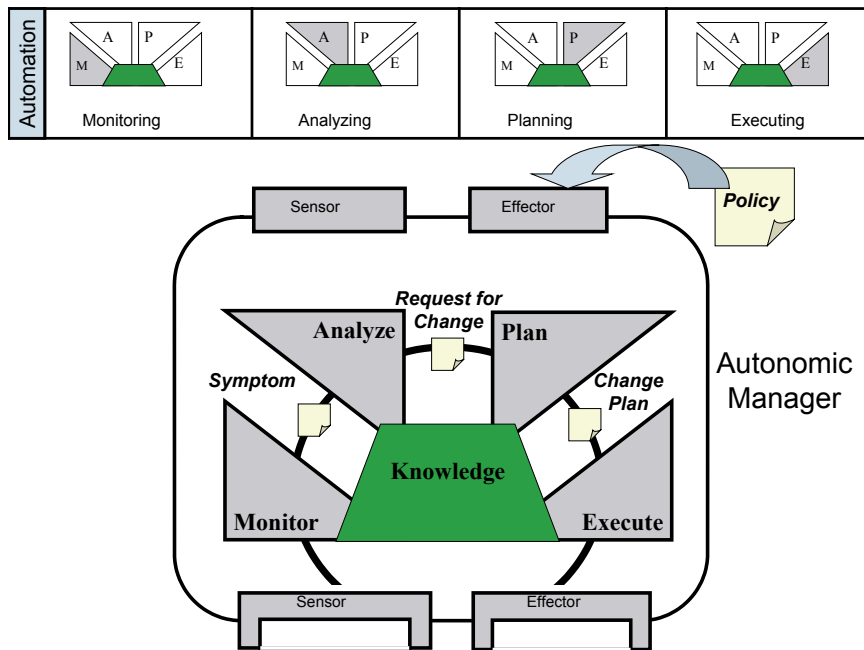 Automation
A P
M E
Monitoring
A P
M E
Analyzing
A P
M E
Planning
A P
M E
Executing
Sensor
Effector
Policy
Request for
Change
Analyze
Plan
Symptom
Change
Plan
Autonomic
Manager
Knowledge
Monitor
Execute
Sensor
Effector